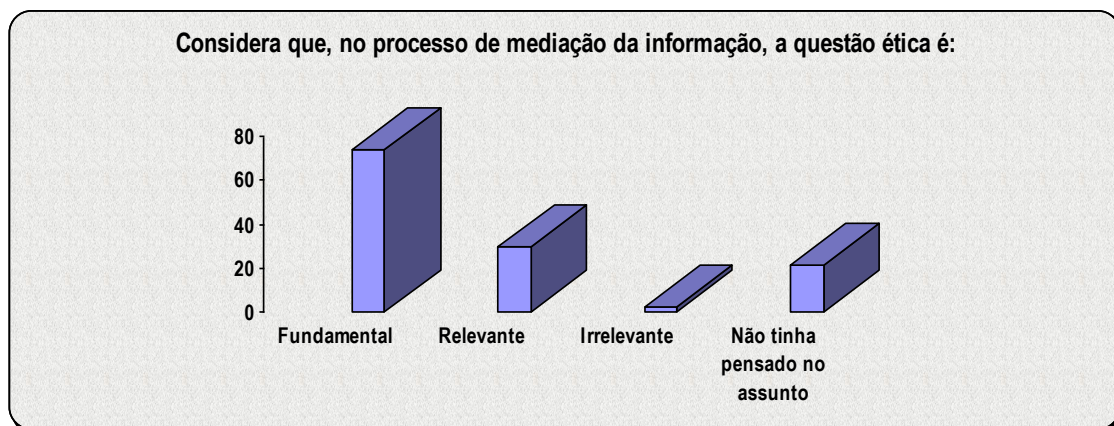 Considera que, no processo de mediação da informação, a questão ética é:
80
60
40
20
0
Fundamental
Relevante
Irrelevante
Não tinha
pensado no
assunto